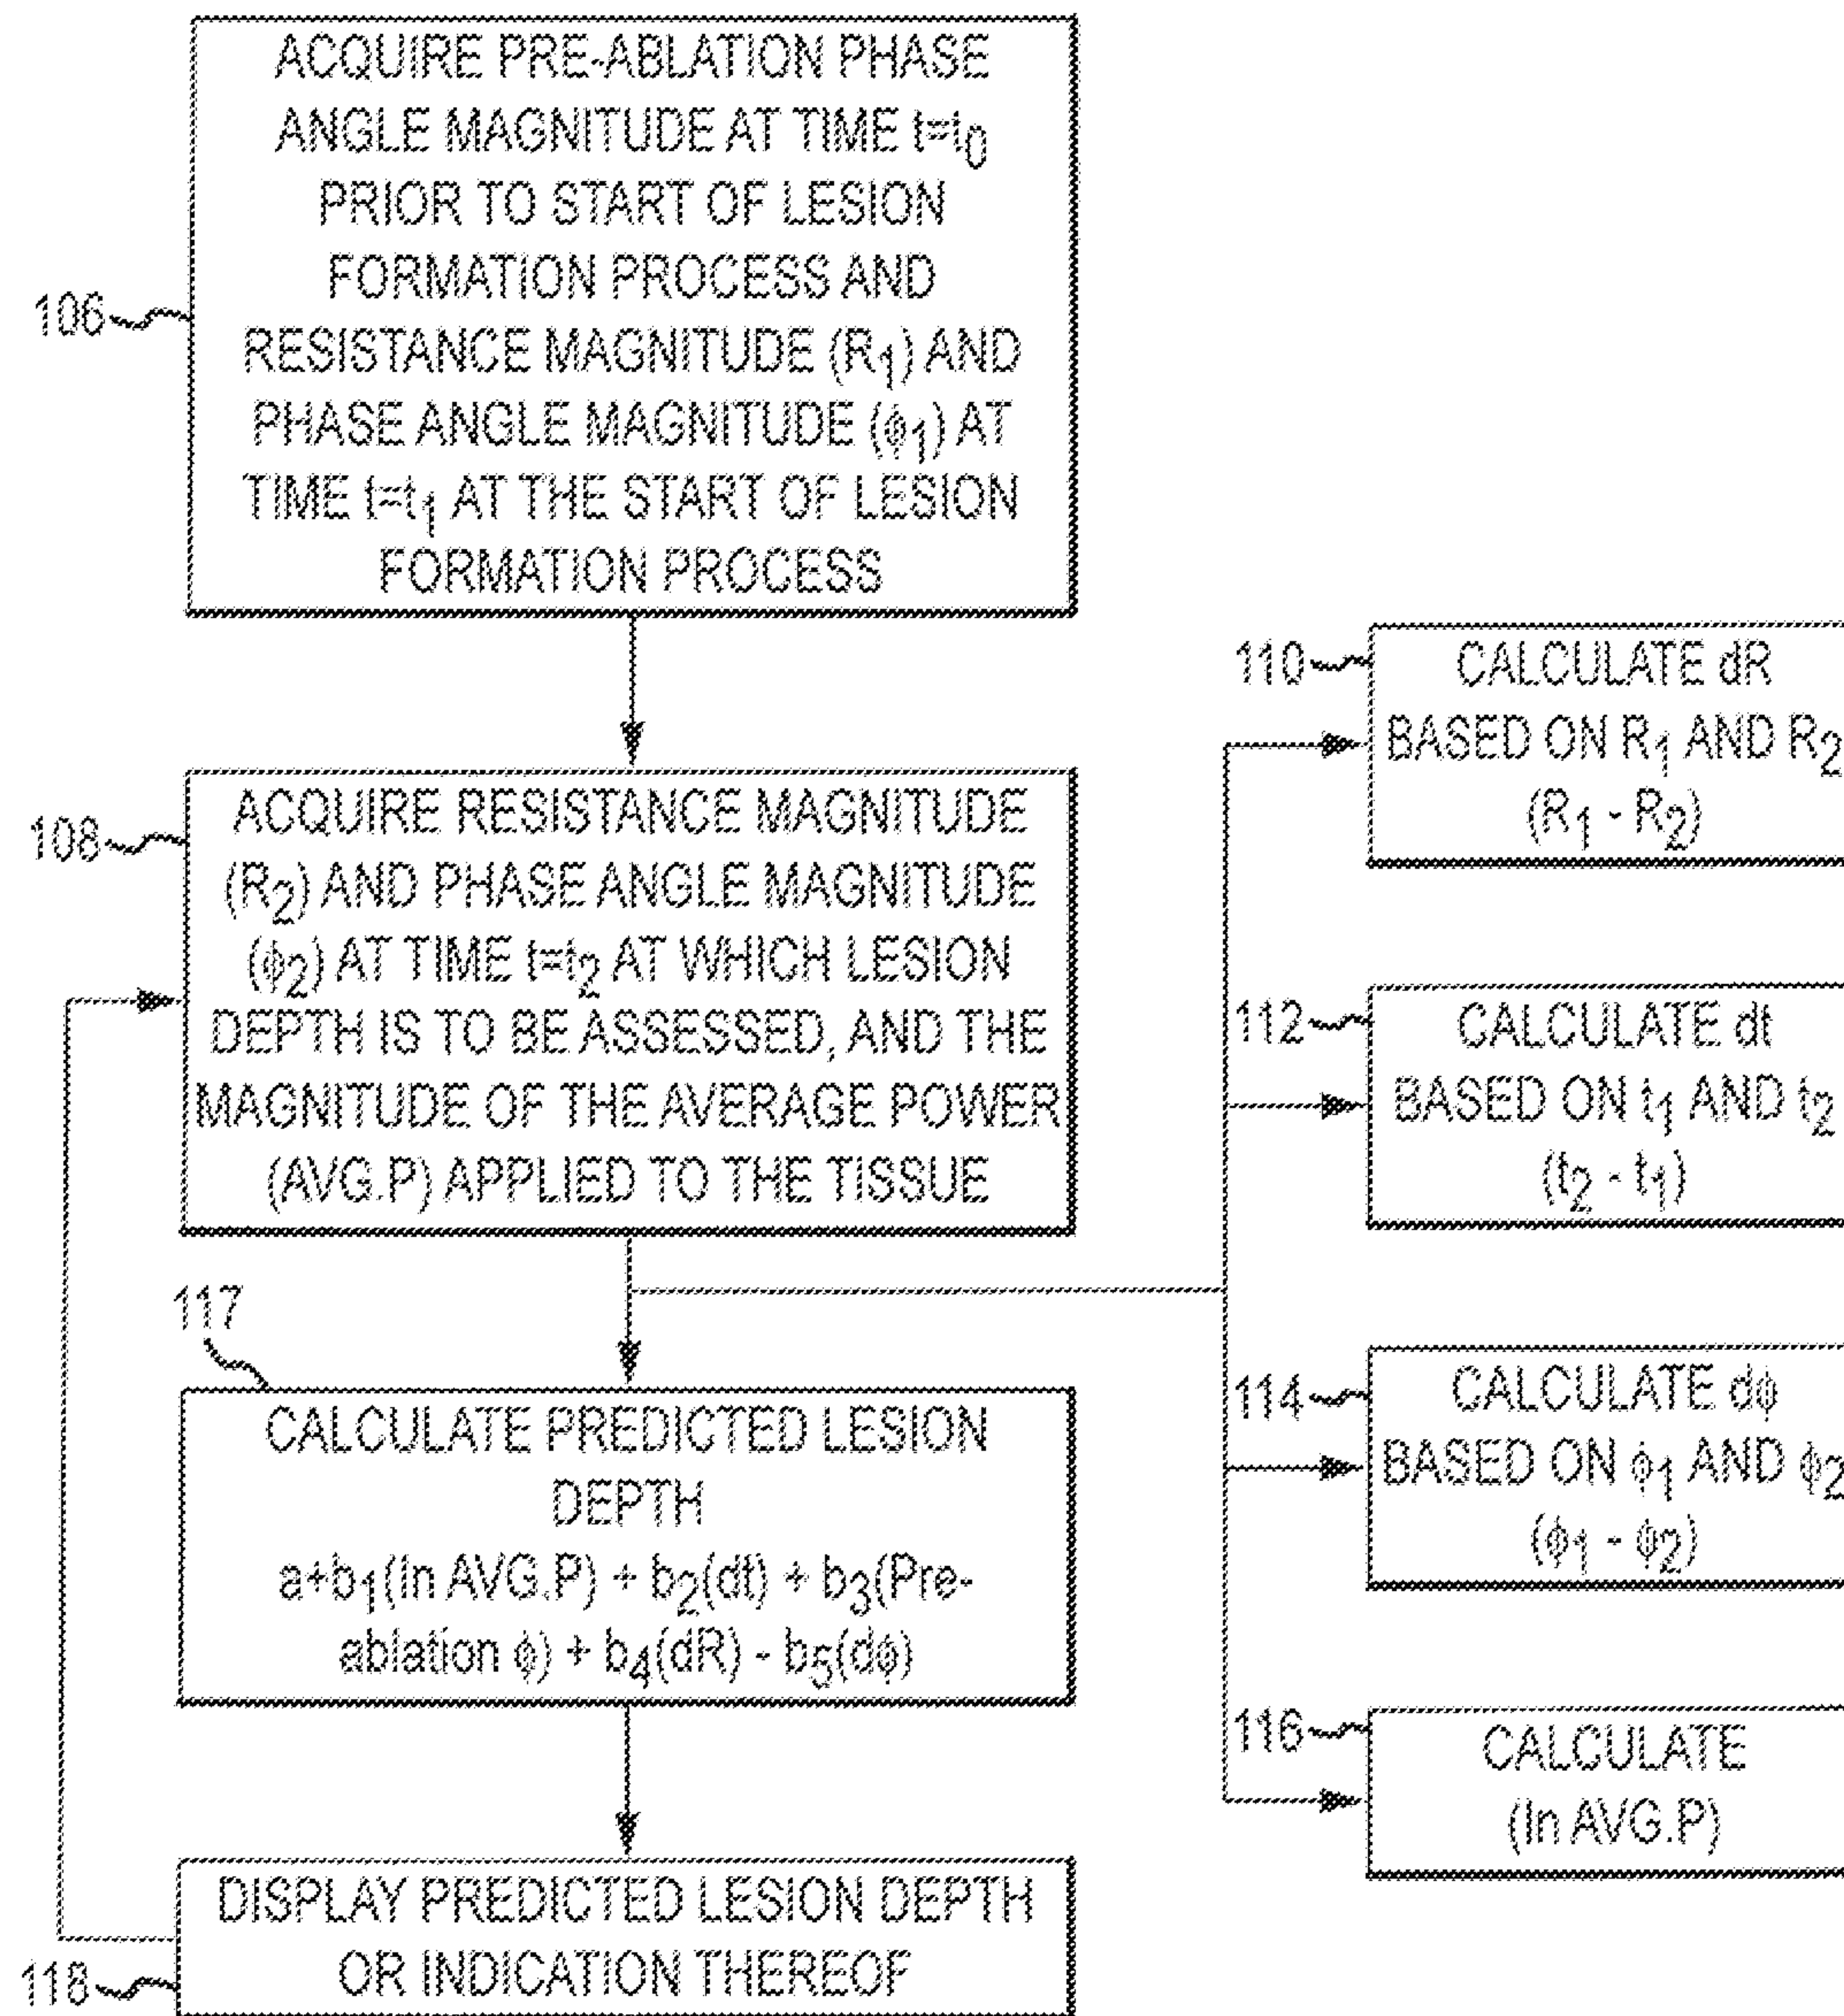 ACQUIRE PRE-ABLATION PHASE
ANGLE MAGNITUDE AT TIME t=t0
PRIOR TO START OF LESION
FORMATION PROCESS AND
RESISTANCE MAGNITUDE (R1) AND
PHASE ANGLE MAGNITUDE (ϕ1) AT
TIME t=t1 AT THE START OF LESION
FORMATION PROCESS
106
ACQUIRE RESISTANCE MAGNITUDE
(R2) AND PHASE ANGLE MAGNITUDE
(ϕ2) AT TIME t=t2 AT WHICH LESION
DEPTH IS TO BE ASSESSED, AND THE
MAGNITUDE OF THE AVERAGE POWER
(AVG.P) APPLIED TO THE TISSUE
108
110
CALCULATE dR
BASED ON R1 AND R2
(R1 - R2)
112
CALCULATE dt
BASED ON t1 AND t2
(t2 - t1)
114
CALCULATE dϕ
BASED ON ϕ1 AND ϕ2
(ϕ1 - ϕ2)
116
CALCULATE
(ln AVG.P)
117
CALCULATE PREDICTED LESION
DEPTH
a+b1(ln AVG.P) + b2(dt) + b3(Pre-
ablation ϕ) + b4(dR) - b5(dϕ)
118
DISPLAY PREDICTED LESION DEPTH
OR INDICATION THEREOF